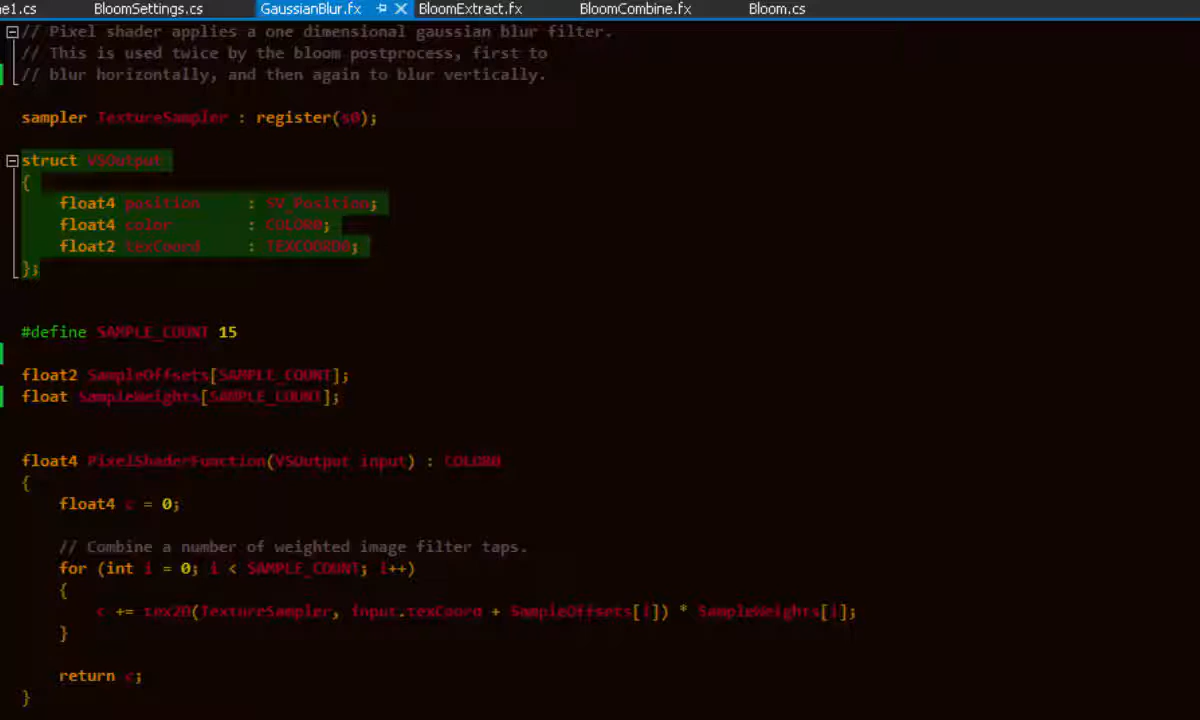 ne1.cs BloomSettings.cs GaussianBlur.fx BloomExtract.fx BloomCombine.fx Bloom.cs
// Pixel shader applies a one dimensional gaussian blur filter.
// This is used twice by the bloom postprocess, first to
// blur horizontally, and then again to blur vertically.
sampler TextureSampler : register(s0);
struct VSOutput
{
float4 position : SV_Position;
float4 color : COLOR0;
float2 texCoord : TEXCOORD0;
};
#define SAMPLE_COUNT 15
float2 SampleOffsets[SAMPLE_COUNT];
float SampleWeights[SAMPLE_COUNT];
float4 PixelShaderFunction(VSOutput input) : COLOR0
{
float4 c = 0;
// Combine a number of weighted image filter taps.
for (int i = 0; i < SAMPLE_COUNT; i++)
{
c += tex2D(TextureSampler, input.texCoord + SampleOffsets[i]) * SampleWeights[i];
}
return c;
}